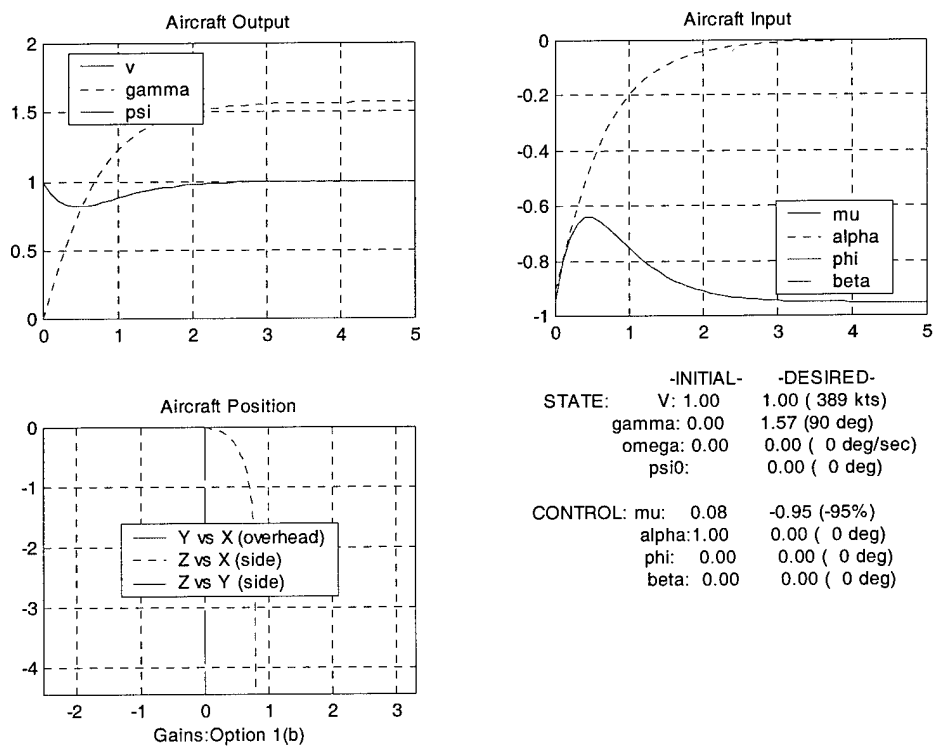 Aircraft Output
2
1.5
1
0.5
0
v
gamma
psi
0 1 2 3 4 5
Aircraft Input
0
-0.2
-0.4
-0.6
-0.8
-1
mu
alpha
phi
beta
0 1 2 3 4 5
Aircraft Position
0
-1
-2
-3
-4
Y vs X (overhead)
Z vs X (side)
Z vs Y (side)
-2 -1 0 1 2 3
Gains:Option 1(b)
-INITIAL- -DESIRED-
STATE: V: 1.00 1.00 ( 389 kts)
gamma: 0.00 1.57 (90 deg)
omega: 0.00 0.00 ( 0 deg/sec)
psi0: 0.00 ( 0 deg)
CONTROL: mu: 0.08 -0.95 (-95%)
alpha:1.00 0.00 ( 0 deg)
phi: 0.00 0.00 ( 0 deg)
beta: 0.00 0.00 ( 0 deg)